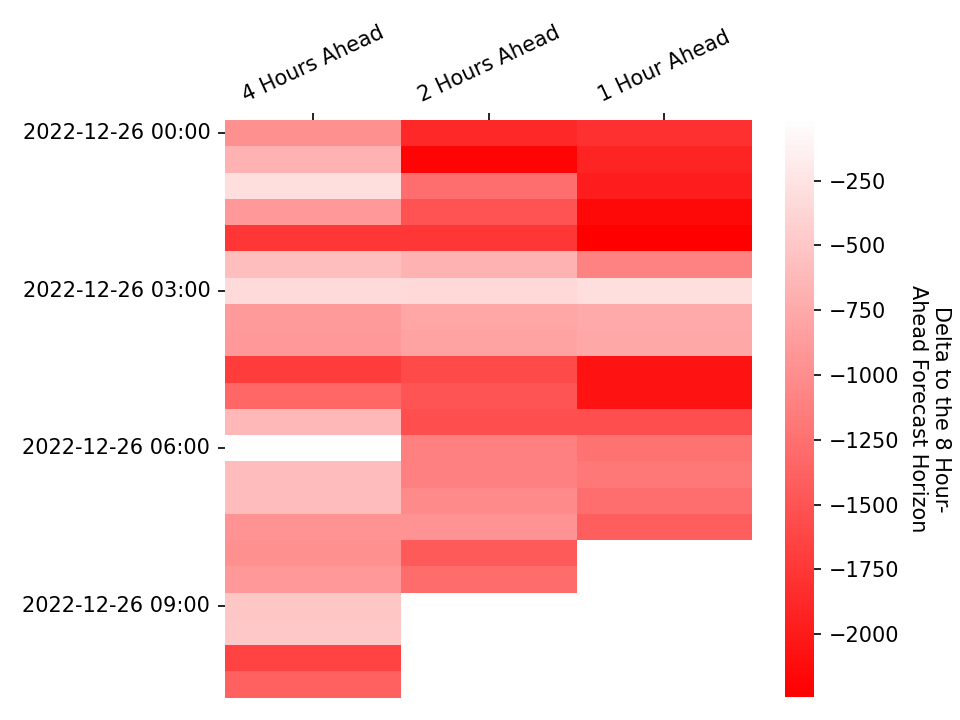 4 Hours Ahead
2 Hours Ahead
1 Hour Ahead
2022-12-26 00:00
2022-12-26 03:00
2022-12-26 06:00
2022-12-26 09:00
−250
−500
−750
−1000
−1250
−1500
−1750
−2000
Delta to the 8 Hour-
Ahead Forecast Horizon